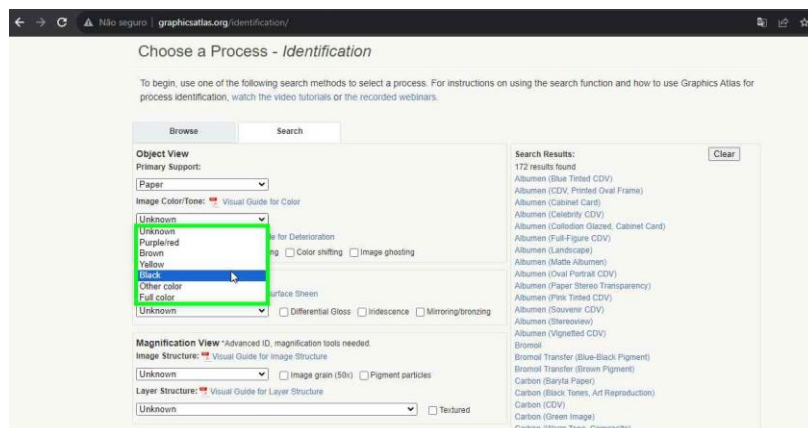 Não seguro | graphicsatlas.org/identification/
Choose a Process - Identification
To begin, use one of the following search methods to select a process. For instructions on using the search function and how to use Graphics Atlas for
process identification, watch the video tutorials or the recorded webinars.
Browse Search
Object View
Primary Support:
Paper
Image Color/Tone: Visual Guide for Color
Unknown
Unknown
Purple/red
Brown
Yellow
Black
Other color
Full color
de for Deterioration
ng Color shifting Image ghosting
urface Sheen
Unknown Differential Gloss Iridescence Mirroring/bronzing
Magnification View *Advanced ID, magnification tools needed.
Image Structure: Visual Guide for Image Structure
Unknown Image grain (50x) Pigment particles
Layer Structure: Visual Guide for Layer Structure
Unknown Textured
Search Results: Clear
172 results found
Albumen (Blue Tinted CDV)
Albumen (CDV, Printed Oval Frame)
Albumen (Cabinet Card)
Albumen (Celebrity CDV)
Albumen (Collodion Glazed, Cabinet Card)
Albumen (Full-Figure CDV)
Albumen (Landscape)
Albumen (Matte Albumen)
Albumen (Oval Portrait CDV)
Albumen (Paper Stereo Transparency)
Albumen (Pink Tinted CDV)
Albumen (Souvenir CDV)
Albumen (Stereoview)
Albumen (Vignetted CDV)
Bromoil
Bromoil Transfer (Blue-Black Pigment)
Bromoil Transfer (Brown Pigment)
Carbon (Baryta Paper)
Carbon (Black Tones, Art Reproduction)
Carbon (CDV)
Carbon (Green Image)